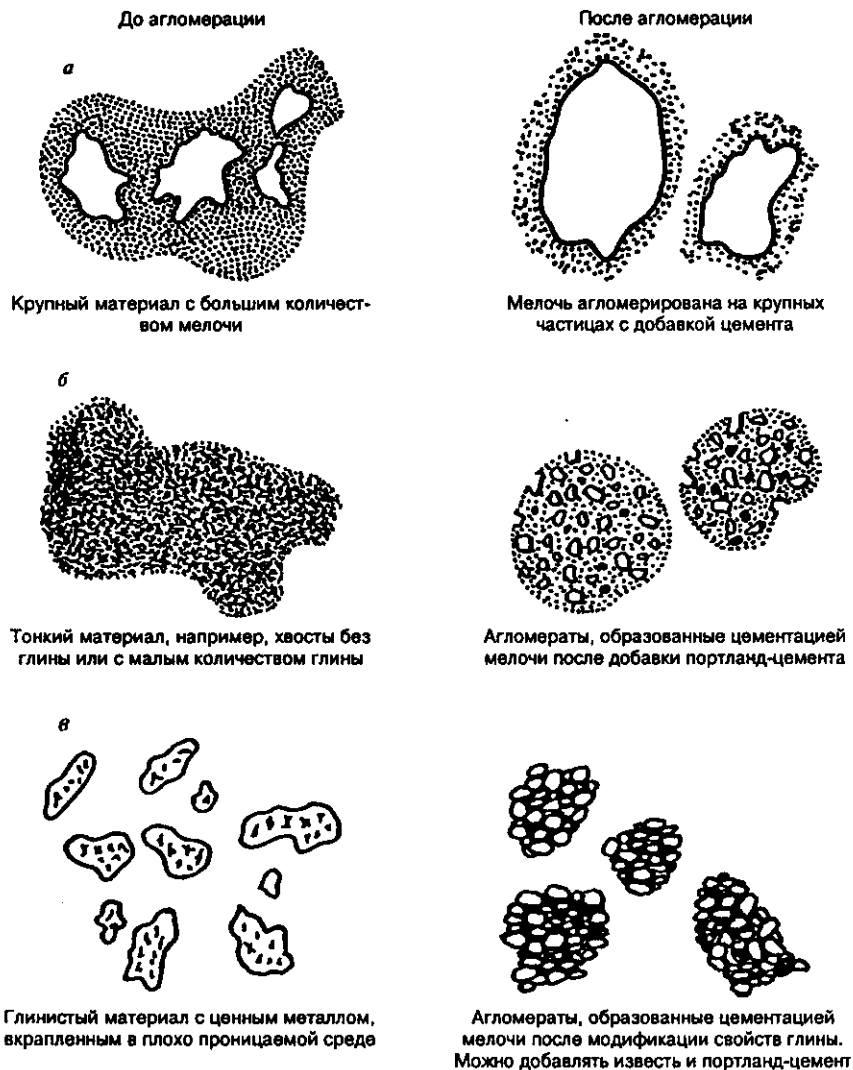 До агломерации
После агломерации
а
Крупный материал с большим количест-
вом мелочи
Мелочь агломерирована на крупных
частицах с добавкой цемента
б
Тонкий материал, например, хвосты без
глины или с малым количеством глины
Агломераты, образованные цементацией
мелочи после добавки портланд-цемента
в
Глинистый материал с ценным металлом,
вкрапленным в плохо проницаемой среде
Агломераты, образованные цементацией
мелочи после модификации свойств глины.
Можно добавлять известь и портланд-цемент